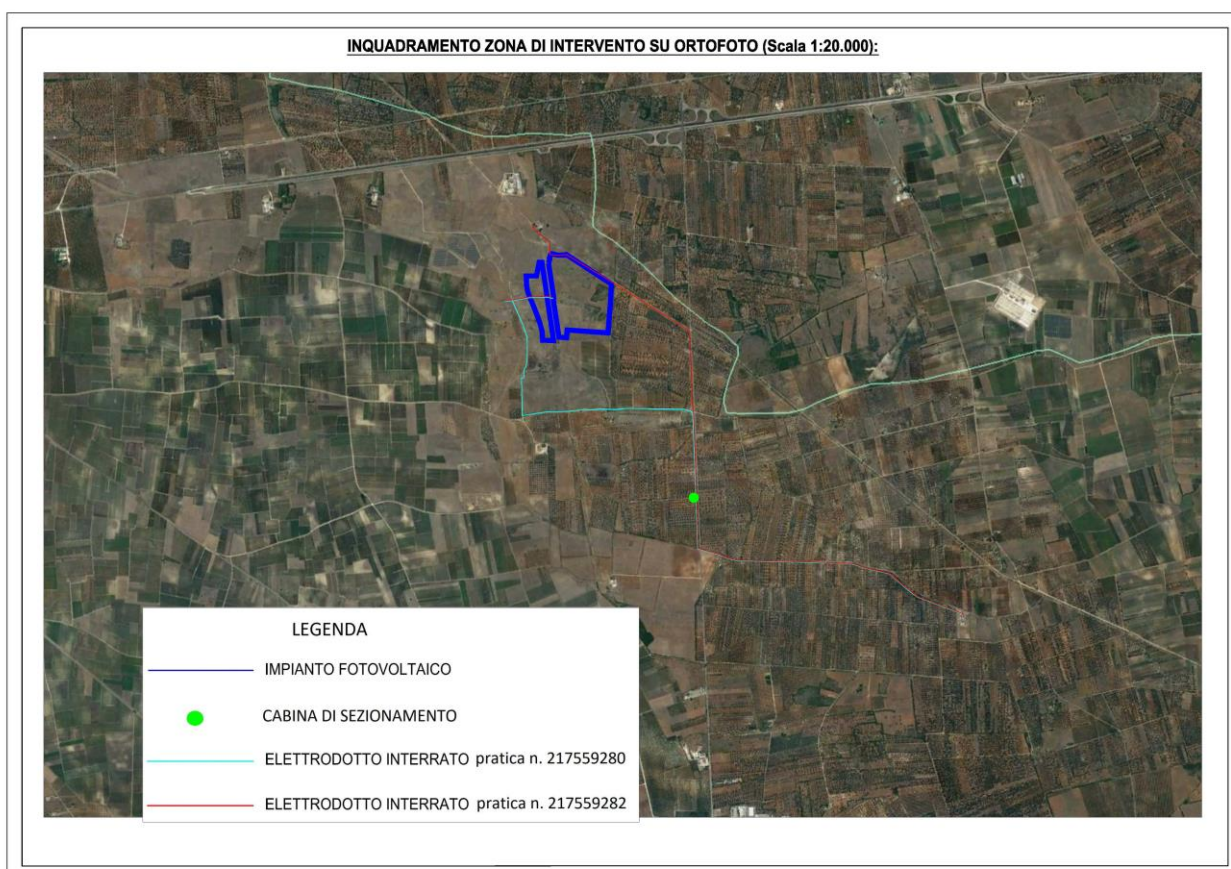 INQUADRAMENTO ZONA DI INTERVENTO SU ORTOFOTO (Scala 1:20.000):
LEGENDA
IMPIANTO FOTOVOLTAICO
CABINA DI SEZIONAMENTO
ELETTRODOTTO INTERRATO pratica n. 217559280
ELETTRODOTTO INTERRATO pratica n. 217559282